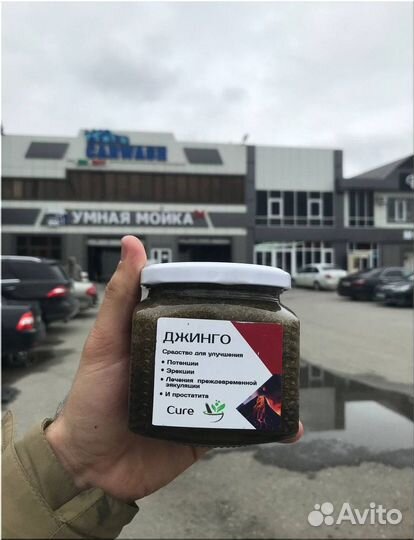 CARWASH
УМНАЯ МОЙКА
ДЖИНГО
Средство для улучшения
• Потенции
• Эрекции
• Лечения преждевременной
эякуляции
• И простатита
Cure
Avito